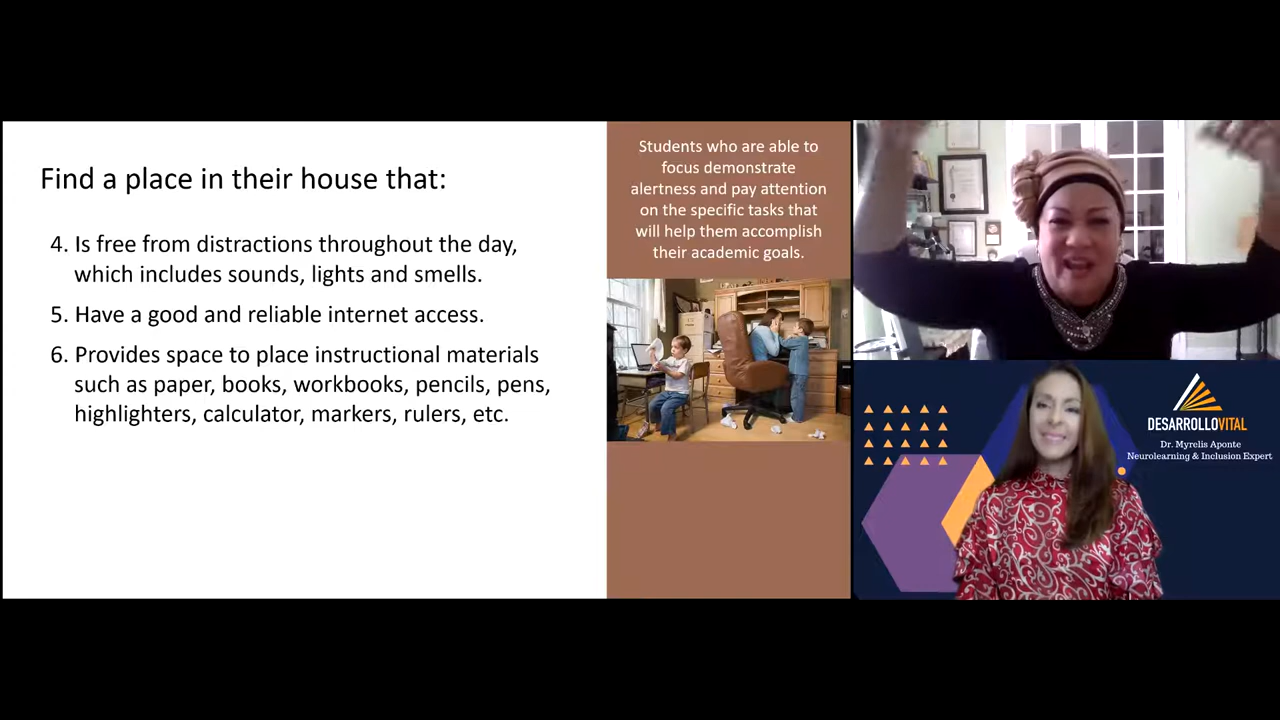 Find a place in their house that:
4. Is free from distractions throughout the day,
which includes sounds, lights and smells.
5. Have a good and reliable internet access.
6. Provides space to place instructional materials
such as paper, books, workbooks, pencils, pens,
highlighters, calculator, markers, rulers, etc.
Students who are able to
focus demonstrate
alertness and pay attention
on the specific tasks that
will help them accomplish
their academic goals.
DESARROLLOVITAL
Dr. Myrelis Aponte
Neurolearning & Inclusion Expert